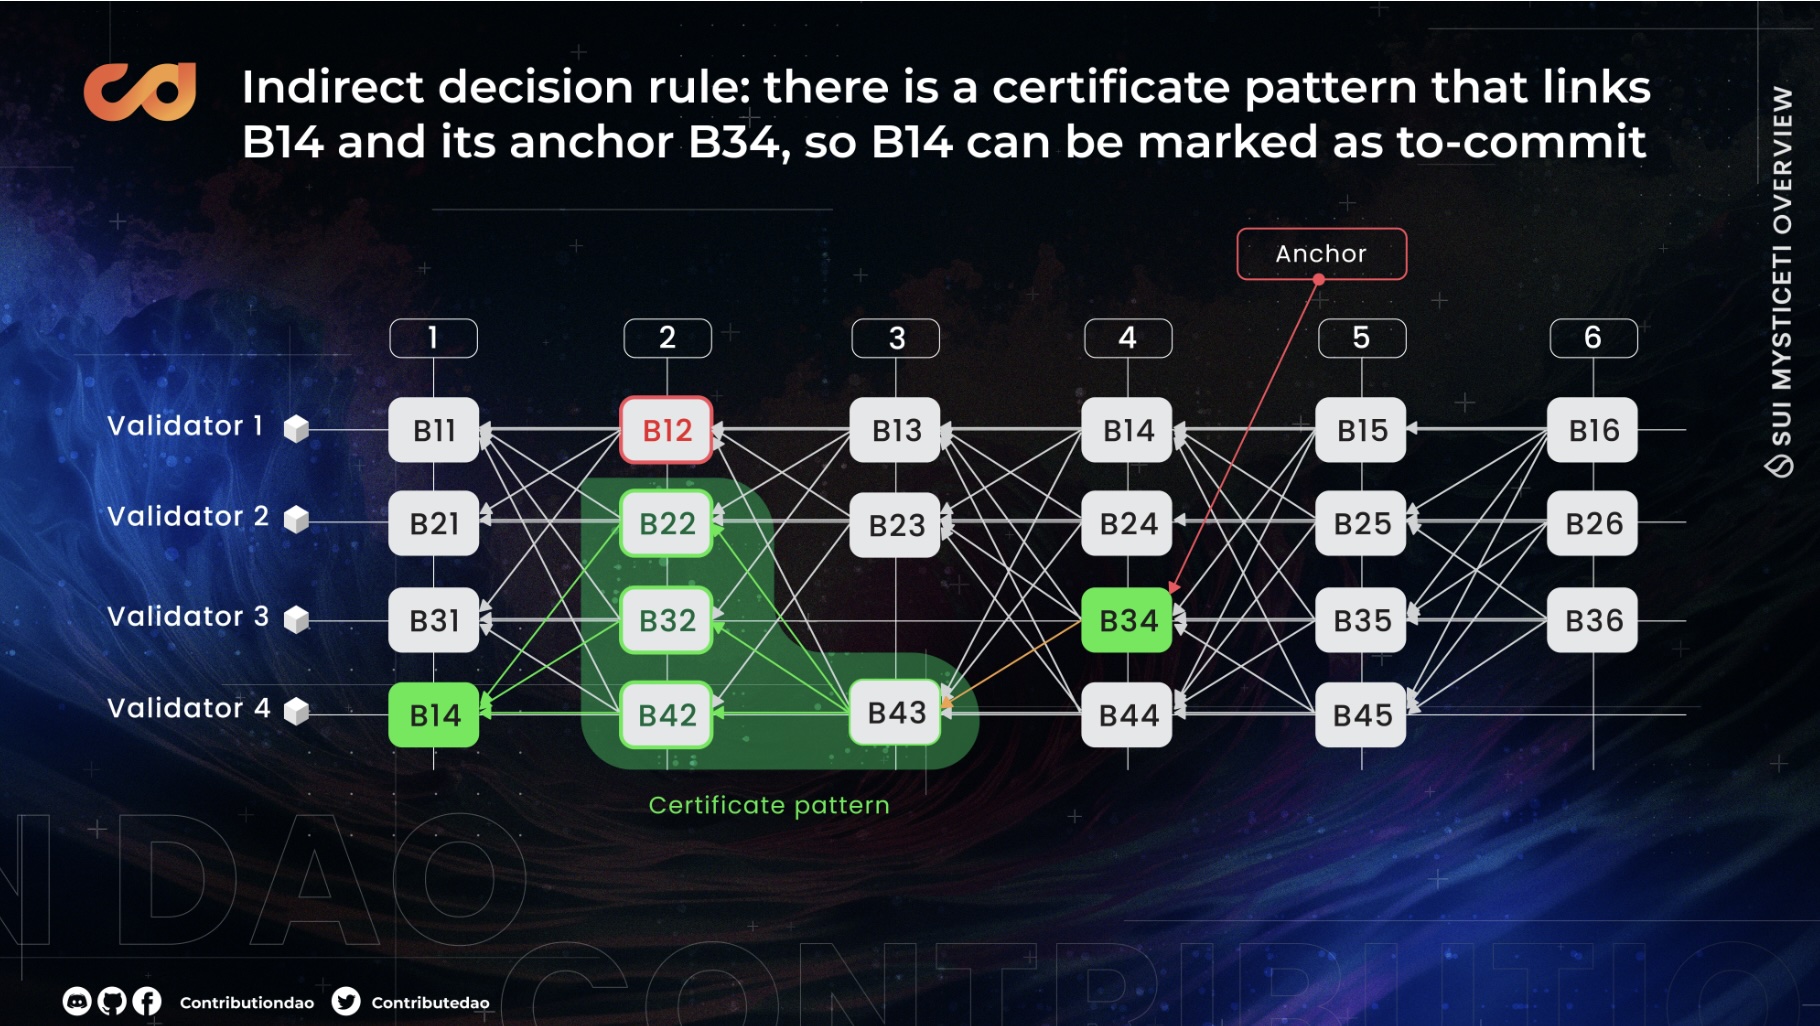 Indirect decision rule: there is a certificate pattern that links
B14 and its anchor B34, so B14 can be marked as to-commit
SUI MYSTICETI OVERVIEW
Anchor
1 2 3 4 5 6
Validator 1 B11 B12 B13 B14 B15 B16
Validator 2 B21 B22 B23 B24 B25 B26
Validator 3 B31 B32 B34 B35 B36
Validator 4 B14 B42 B43 B44 B45
Certificate pattern
N DAO
CONTRIBUTIO
Contributiondao Contributedao